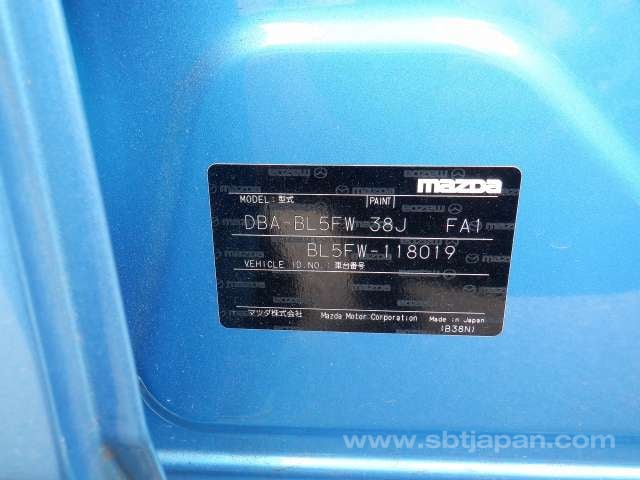 mazda
MODEL:型式 PAINT
DBA-BL5FW 38J FA1
BL5FW-118019
VEHICLE ID.NO.:車台番号
マツダ株式会社 Mazda Motor Corporation Made in Japan
(B38N)
www.sbtjapan.com